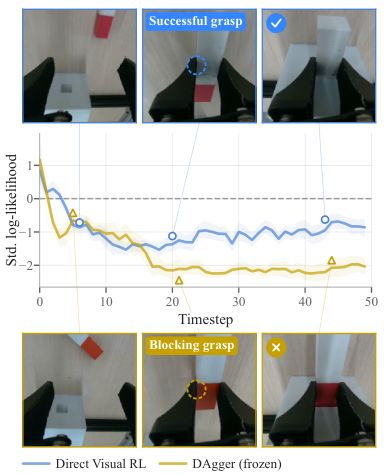 Successful grasp
Std. log-likelihood
1
0
−1
−2
0
10
20
30
40
50
Timestep
Blocking grasp
Direct Visual RL
DAgger (frozen)